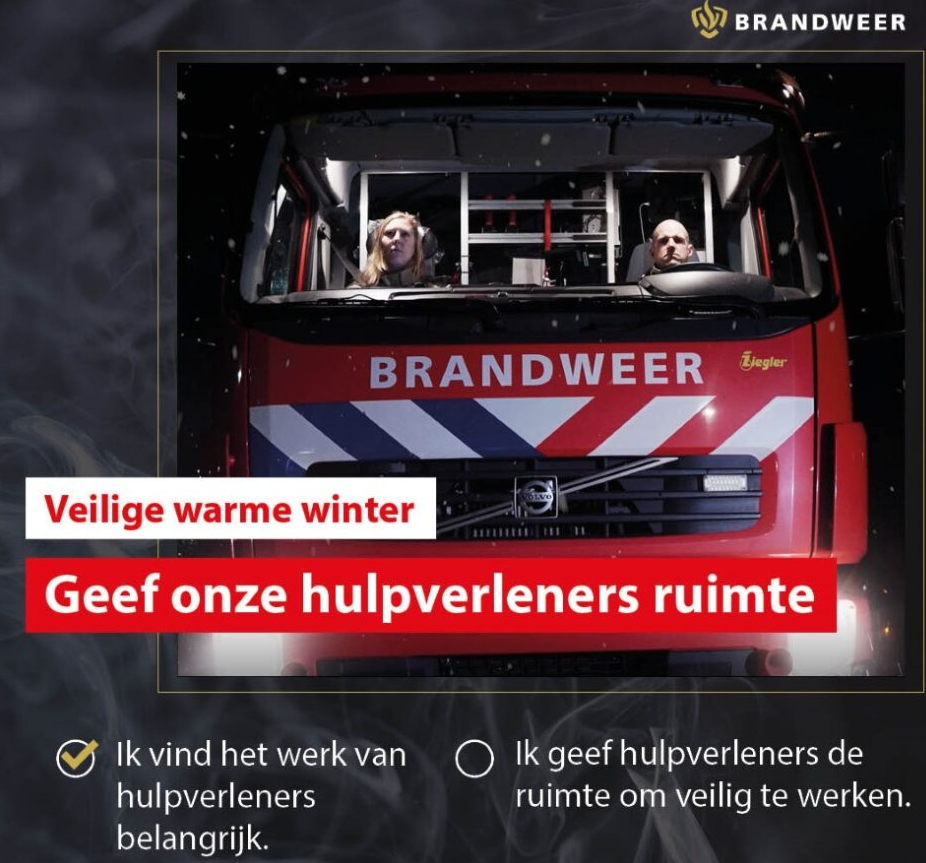 BRANDWEER
BRANDWEER
Ziegler
VOLVO
Veilige warme winter
Geef onze hulpverleners ruimte
Ik vind het werk van
hulpverleners
belangrijk.
Ik geef hulpverleners de
ruimte om veilig te werken.